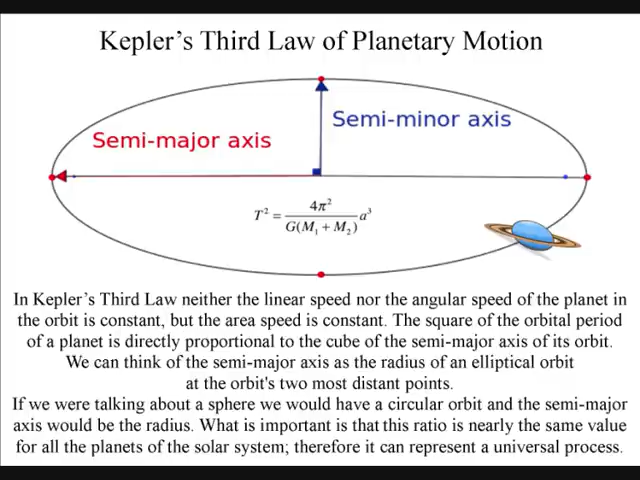 Kepler's Third Law of Planetary Motion
Semi-minor axis
Semi-major axis
T² = 4π² / G(M₁ + M₂) a³
In Kepler's Third Law neither the linear speed nor the angular speed of the planet in
the orbit is constant, but the area speed is constant. The square of the orbital period
of a planet is directly proportional to the cube of the semi-major axis of its orbit.
We can think of the semi-major axis as the radius of an elliptical orbit
at the orbit's two most distant points.
If we were talking about a sphere we would have a circular orbit and the semi-major
axis would be the radius. What is important is that this ratio is nearly the same value
for all the planets of the solar system; therefore it can represent a universal process.